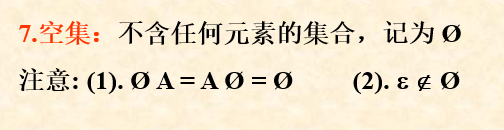 7.空集：不含任何元素的集合，记为 Ø
注意: (1). Ø A = A Ø = Ø (2). ε ∉ Ø